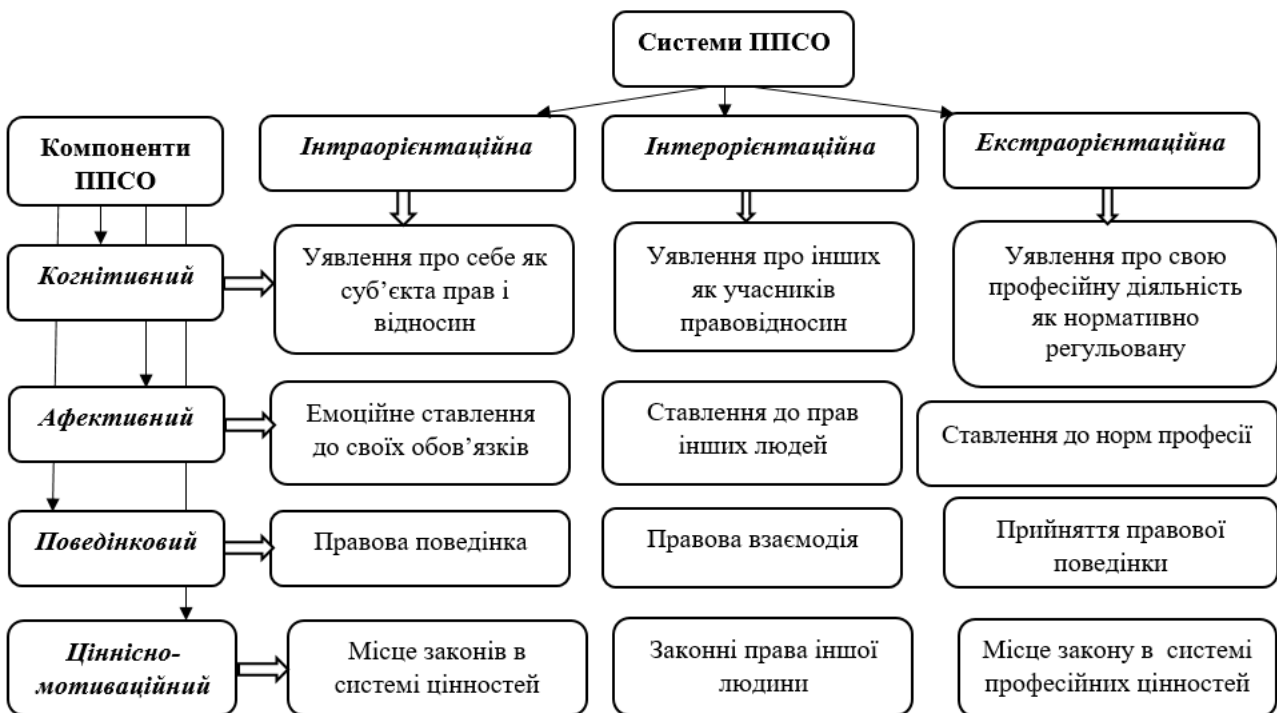 Системи ППСО
Компоненти
ППСО
Інтраорієнтаційна
Інтерорієнтаційна
Екстраорієнтаційна
Когнітивний
Уявлення про себе як
суб’єкта прав і
відносин
Уявлення про інших
як учасників
правовідносин
Уявлення про свою
професійну діяльність
як нормативно
регульовану
Афективний
Емоційне ставлення
до своїх обов’язків
Ставлення до прав
інших людей
Ставлення до норм професії
Поведінковий
Правова поведінка
Правова взаємодія
Прийняття правової
поведінки
Ціннісно-
мотиваційний
Місце законів в
системі цінностей
Законні права іншої
людини
Місце закону в системі
професійних цінностей